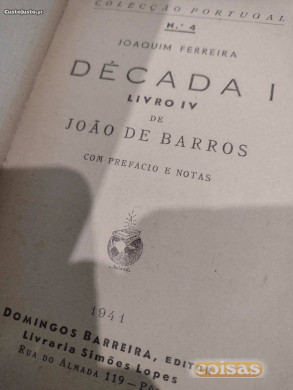 COLECÇÃO PORTUGAL
N.º 4
JOAQUIM FERREIRA
DÉCADA I
LIVRO IV
DE
JOÃO DE BARROS
COM PREFACIO E NOTAS
1941
DOMINGOS BARREIRA, EDITOR
Livraria Simões Lopes
RUA DO ALMADA 119 —
coisas